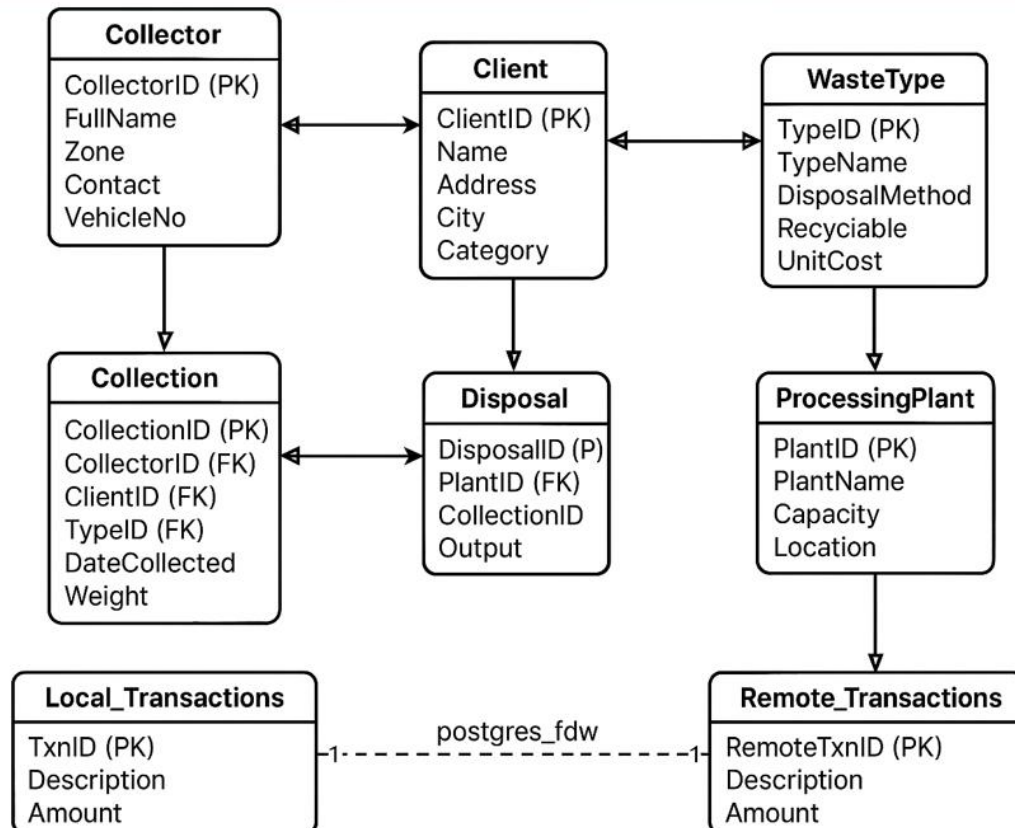 Collector
CollectorID (PK)
FullName
Zone
Contact
VehicleNo
Client
ClientID (PK)
Name
Address
City
Category
WasteType
TypeID (PK)
TypeName
DisposalMethod
Recyciable
UnitCost
Collection
CollectionID (PK)
CollectorID (FK)
ClientID (FK)
TypeID (FK)
DateCollected
Weight
Disposal
DisposalID (P)
PlantID (FK)
CollectionID
Output
ProcessingPlant
PlantID (PK)
PlantName
Capacity
Location
Local_Transactions
TxnID (PK)
Description
Amount
postgres_fdw
1
1
Remote_Transactions
RemoteTxnID (PK)
Description
Amount